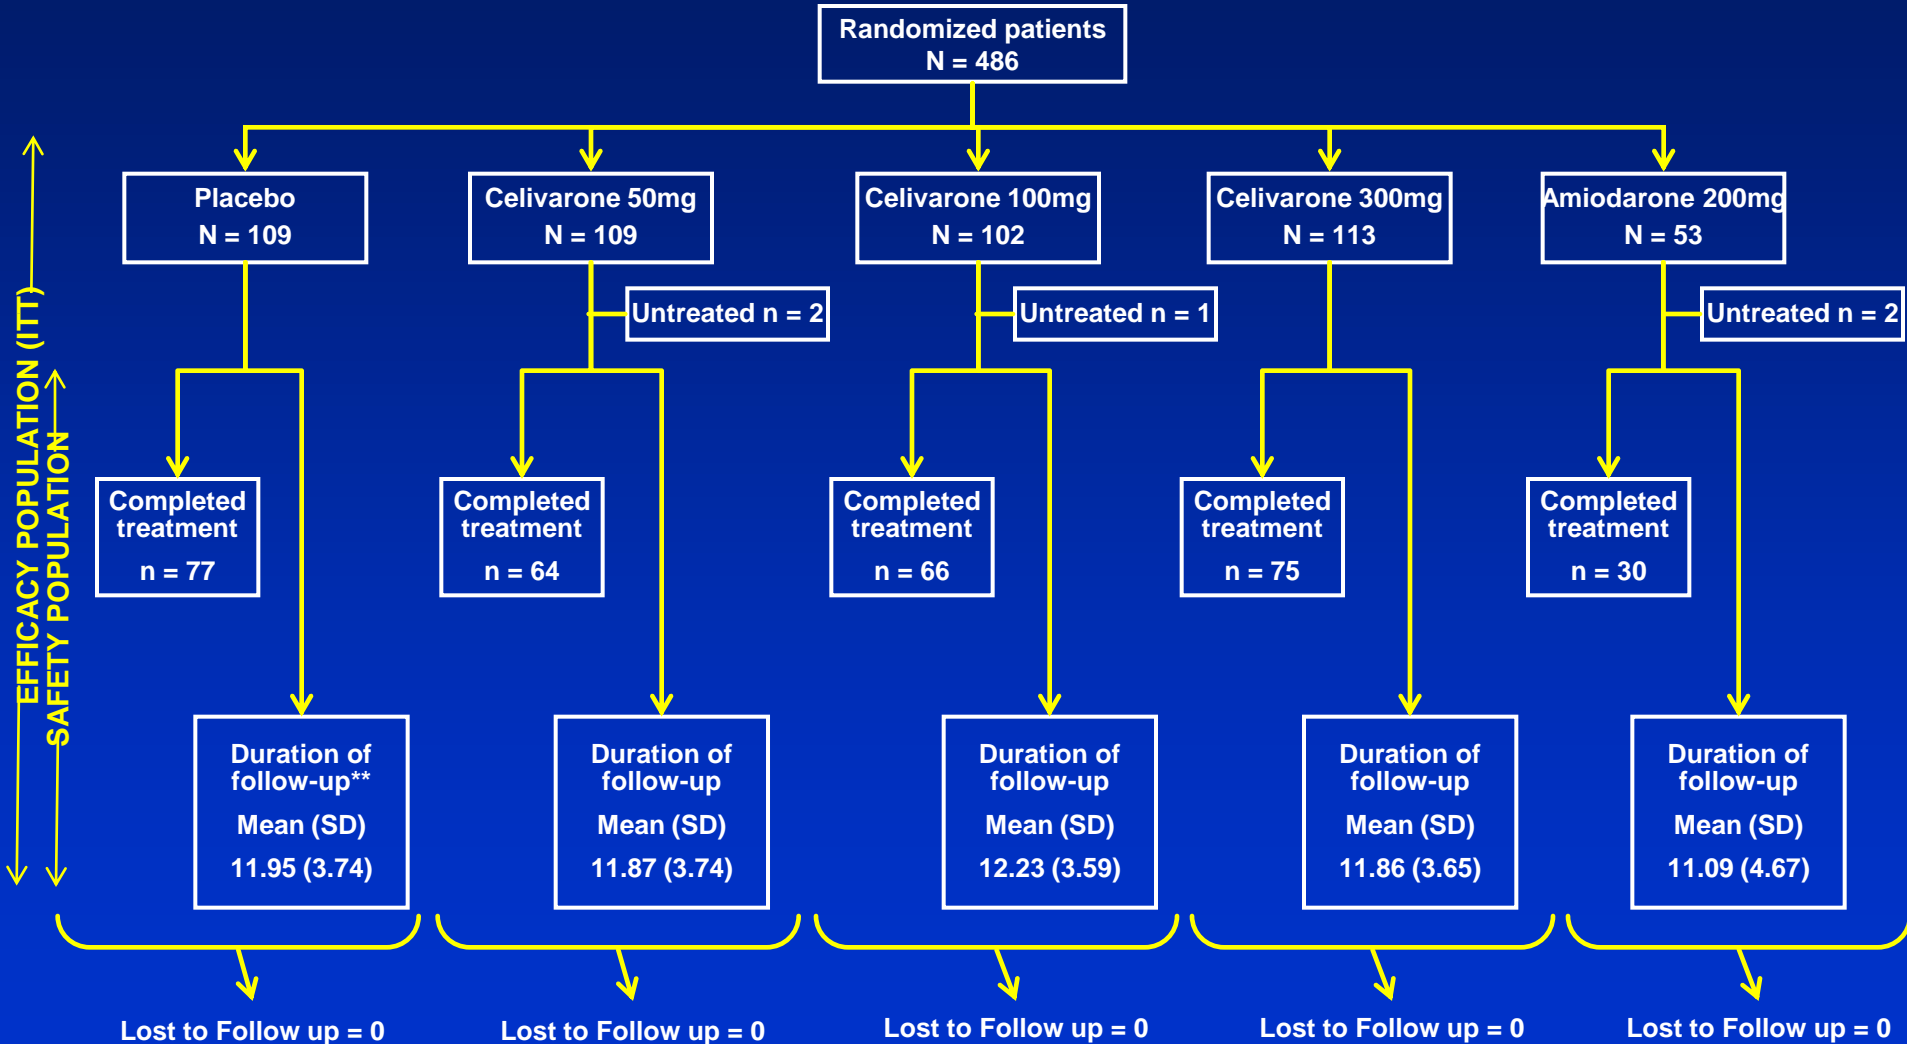 Randomized patients
N = 486
Placebo
N = 109
Celivarone 50mg
N = 109
Celivarone 100mg
N = 102
Celivarone 300mg
N = 113
Amiodarone 200mg
N = 53
Untreated n = 2
Untreated n = 1
Untreated n = 2
EFFICACY POPULATION (ITT)
SAFETY POPULATION
Completed
treatment
n = 77
Completed
treatment
n = 64
Completed
treatment
n = 66
Completed
treatment
n = 75
Completed
treatment
n = 30
Duration of
follow-up**
Mean (SD)
11.95 (3.74)
Duration of
follow-up
Mean (SD)
11.87 (3.74)
Duration of
follow-up
Mean (SD)
12.23 (3.59)
Duration of
follow-up
Mean (SD)
11.86 (3.65)
Duration of
follow-up
Mean (SD)
11.09 (4.67)
Lost to Follow up = 0
Lost to Follow up = 0
Lost to Follow up = 0
Lost to Follow up = 0
Lost to Follow up = 0